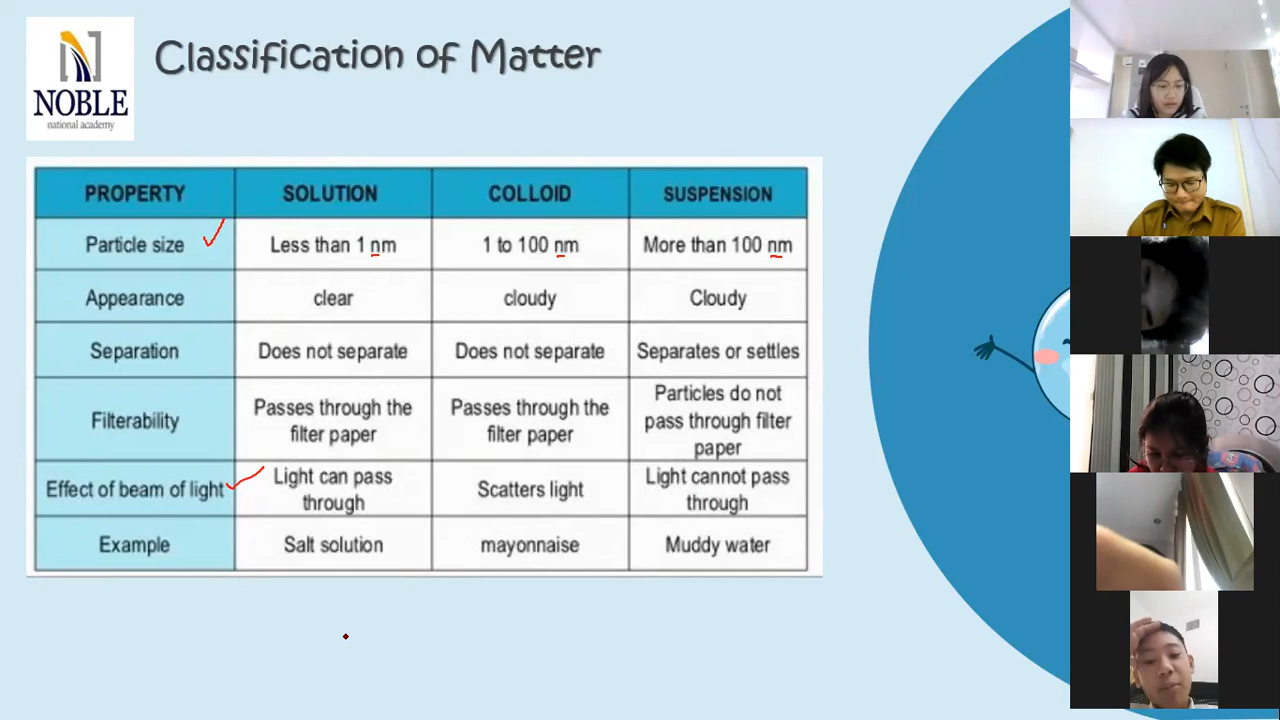 NOBLE
national academy
Classification of Matter
PROPERTY SOLUTION COLLOID SUSPENSION
Particle size Less than 1 nm 1 to 100 nm More than 100 nm
Appearance clear cloudy Cloudy
Separation Does not separate Does not separate Separates or settles
Filterability Passes through the filter paper Passes through the filter paper Particles do not pass through filter paper
Effect of beam of light Light can pass through Scatters light Light cannot pass through
Example Salt solution mayonnaise Muddy water